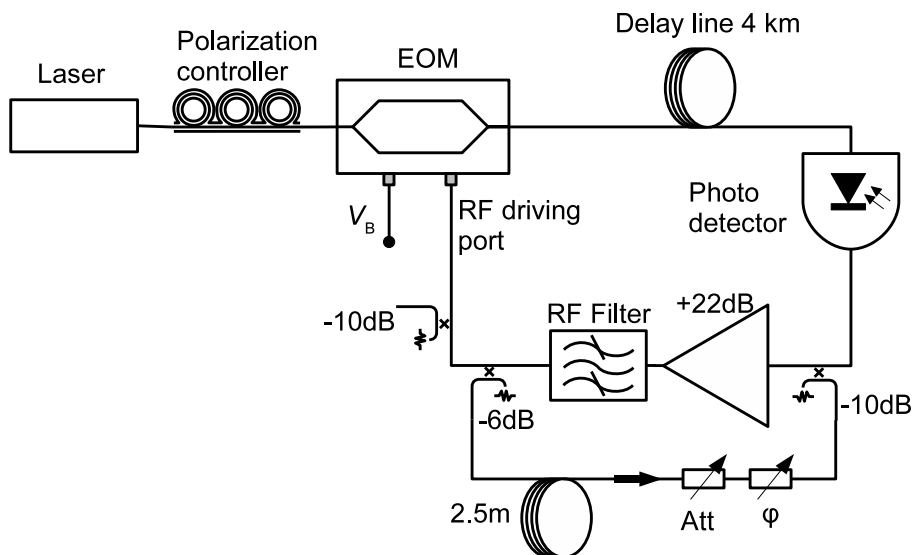 Delay line 4 km
Polarization
controller
EOM
Laser
Photo
detector
V_B
RF driving
port
-10dB
RF Filter
+22dB
-6dB
-10dB
2.5m
Att
φ